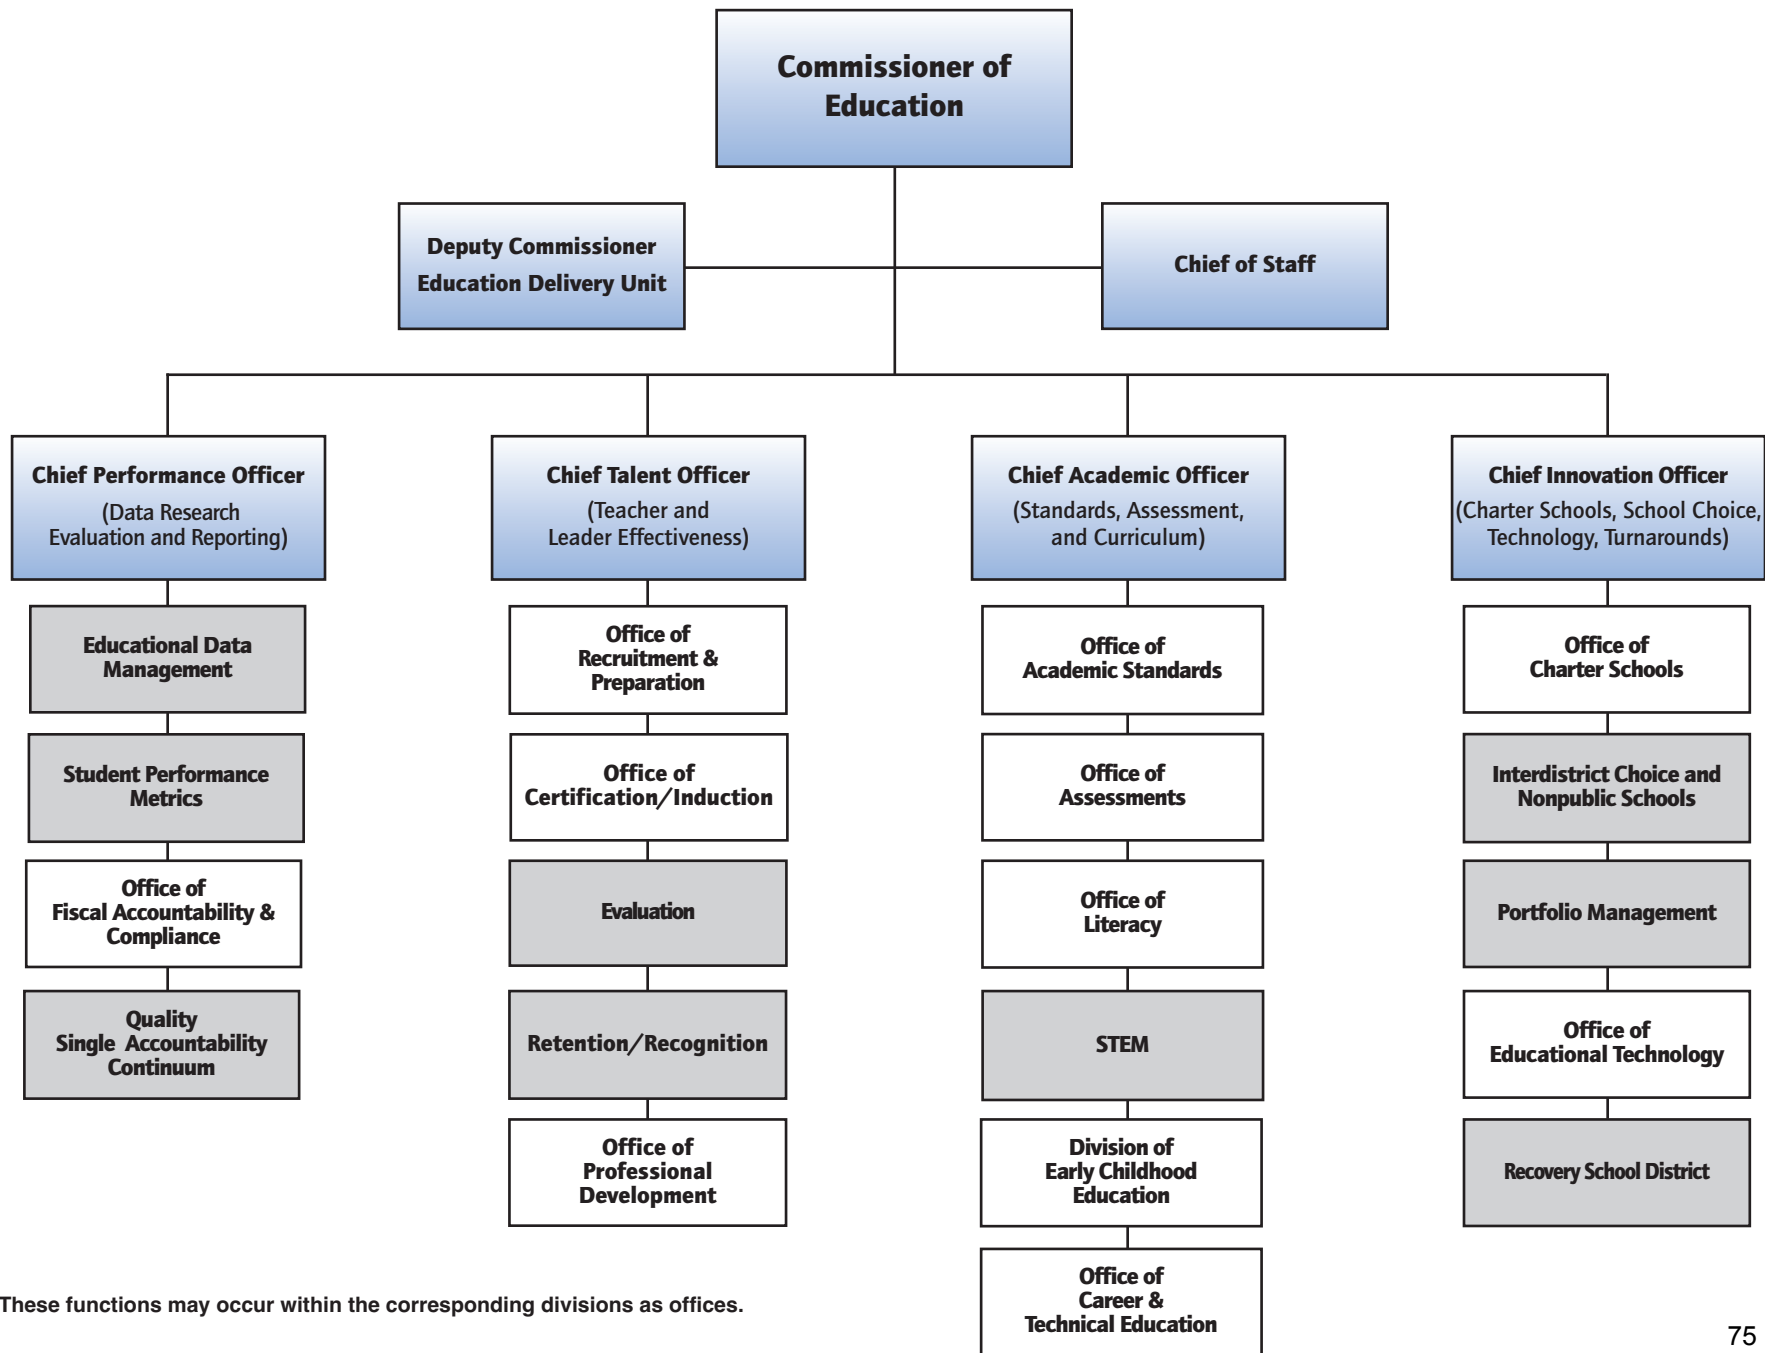 Commissioner of
Education
Deputy Commissioner
Education Delivery Unit
Chief of Staff
Chief Performance Officer
(Data Research
Evaluation and Reporting)
Chief Talent Officer
(Teacher and
Leader Effectiveness)
Chief Academic Officer
(Standards, Assessment,
and Curriculum)
Chief Innovation Officer
(Charter Schools, School Choice,
Technology, Turnarounds)
Educational Data
Management
Student Performance
Metrics
Office of
Fiscal Accountability &
Compliance
Quality
Single Accountability
Continuum
Office of
Recruitment &
Preparation
Office of
Certification/Induction
Evaluation
Retention/Recognition
Office of
Professional
Development
Office of
Academic Standards
Office of
Assessments
Office of
Literacy
STEM
Division of
Early Childhood
Education
Office of
Career &
Technical Education
Office of
Charter Schools
Interdistrict Choice and
Nonpublic Schools
Portfolio Management
Office of
Educational Technology
Recovery School District
These functions may occur within the corresponding divisions as offices.
75